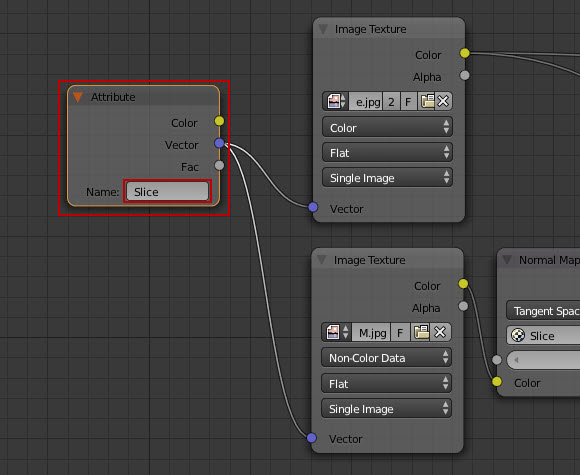 Attribute
Color
Vector
Fac
Name: Slice
Image Texture
Color
Alpha
e.jpg 2 F
Color
Flat
Single Image
Vector
Image Texture
Color
Alpha
M.jpg F
Non-Color Data
Flat
Single Image
Vector
Normal Map
Tangent Spac
Slice
Color